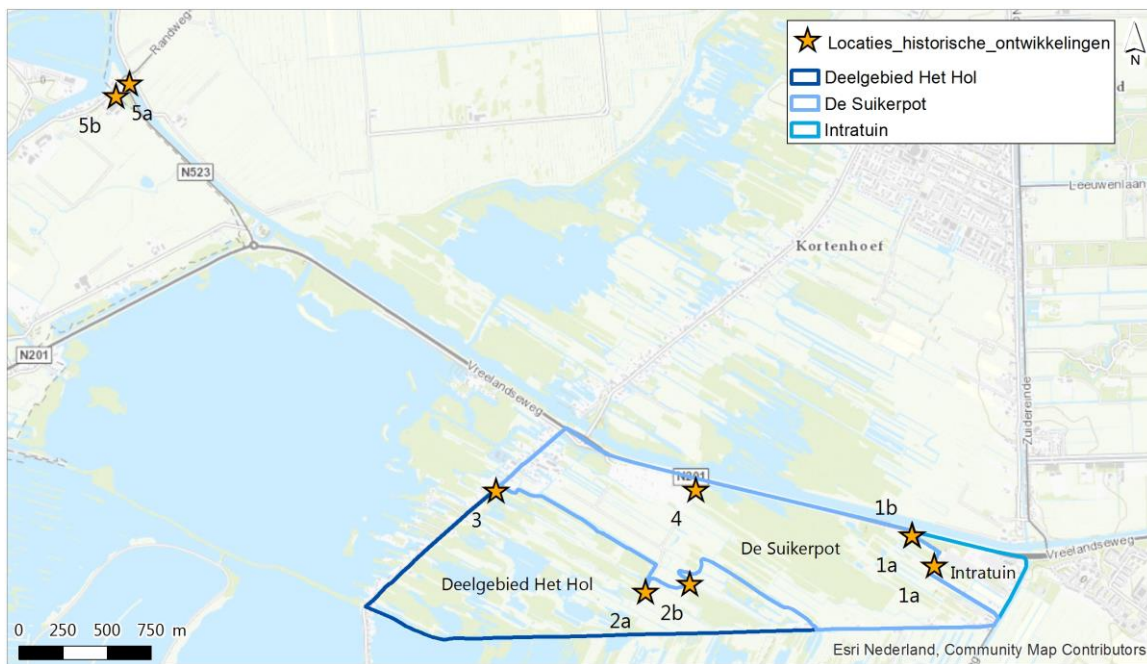 Locaties_historische_ontwikkelingen
Deelgebied Het Hol
De Suikerpot
Intratuin
N
Randweg
5a
5b
N523
Leeuwenlaan
Kortenhoef
N201
Vreelandseweg
Zuidereinde
N201
3
4
1b
De Suikerpot
1a
Intratuin
Vreelandseweg
Deelgebied Het Hol
1a
2a
2b
0 250 500 750 m
Esri Nederland, Community Map Contributors